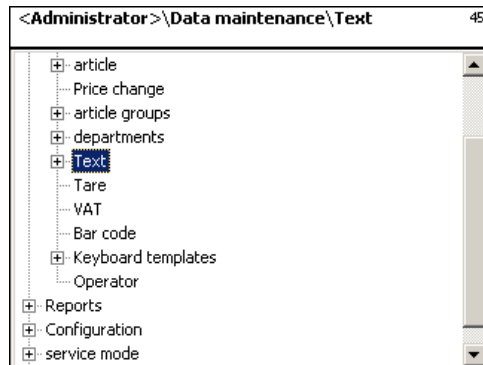 <Administrator>\Data maintenance\Text 45
article
Price change
article groups
departments
Text
Tare
VAT
Bar code
Keyboard templates
Operator
Reports
Configuration
service mode